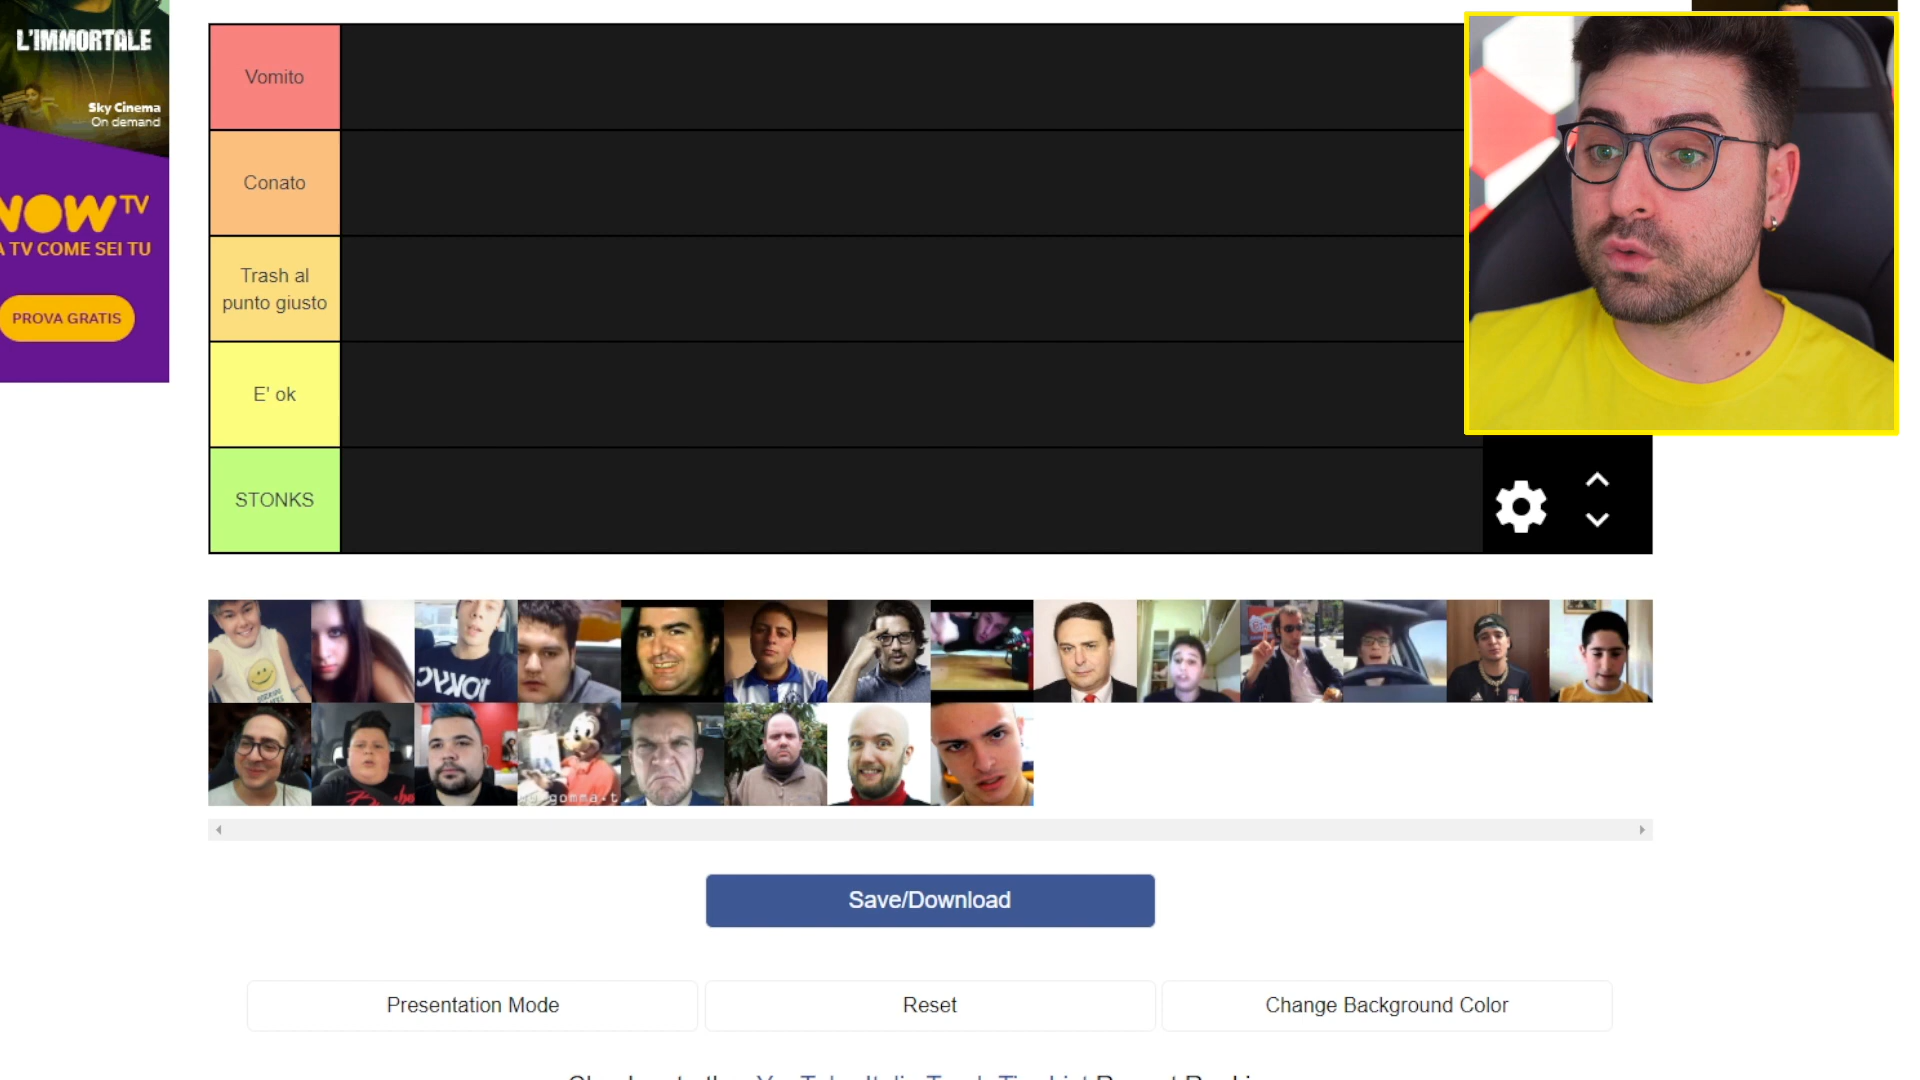 L'IMMORTALE
Sky Cinema
On demand
NOW TV
A TV COME SEI TU
PROVA GRATIS
Vomito
Conato
Trash al
punto giusto
E' ok
STONKS
TOKYO
Save/Download
Presentation Mode
Reset
Change Background Color